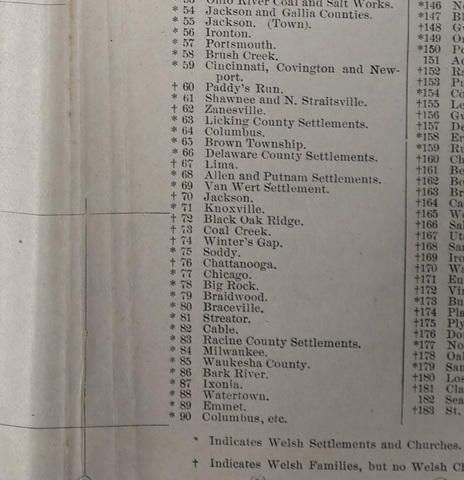 Ohio River Coal and Salt Works.
* 54 Jackson and Gallia Counties.
* 55 Jackson. (Town).
* 56 Ironton.
* 57 Portsmouth.
* 58 Brush Creek.
* 59 Cincinnati, Covington and New-
port.
† 60 Paddy's Run.
* 61 Shawnee and N. Straitsville.
† 62 Zanesville.
* 63 Licking County Settlements.
* 64 Columbus.
* 65 Brown Township.
* 66 Delaware County Settlements.
† 67 Lima.
* 68 Allen and Putnam Settlements.
* 69 Van Wert Settlement.
† 70 Jackson.
* 71 Knoxville.
† 72 Black Oak Ridge.
† 73 Coal Creek.
† 74 Winter's Gap.
* 75 Soddy.
† 76 Chattanooga.
* 77 Chicago.
* 78 Big Rock.
* 79 Braidwood.
* 80 Braceville.
* 81 Streator.
* 82 Cable.
* 83 Racine County Settlements.
* 84 Milwaukee.
* 85 Waukesha County.
* 86 Bark River.
* 87 Ixonia.
* 88 Watertown.
* 89 Emmet.
* 90 Columbus, etc.
*146
*147
†148
*149
*150
151
†152
†153
*154
†155
†156
†157
*158
*159
†160
†161
†162
†163
†164
†165
†166
†167
†168
†169
†170
†171
†172
*173
†174
†175
†176
*177
†178
*179
†180
†181
182
†183 St.
* Indicates Welsh Settlements and Churches.
† Indicates Welsh Families, but no Welsh